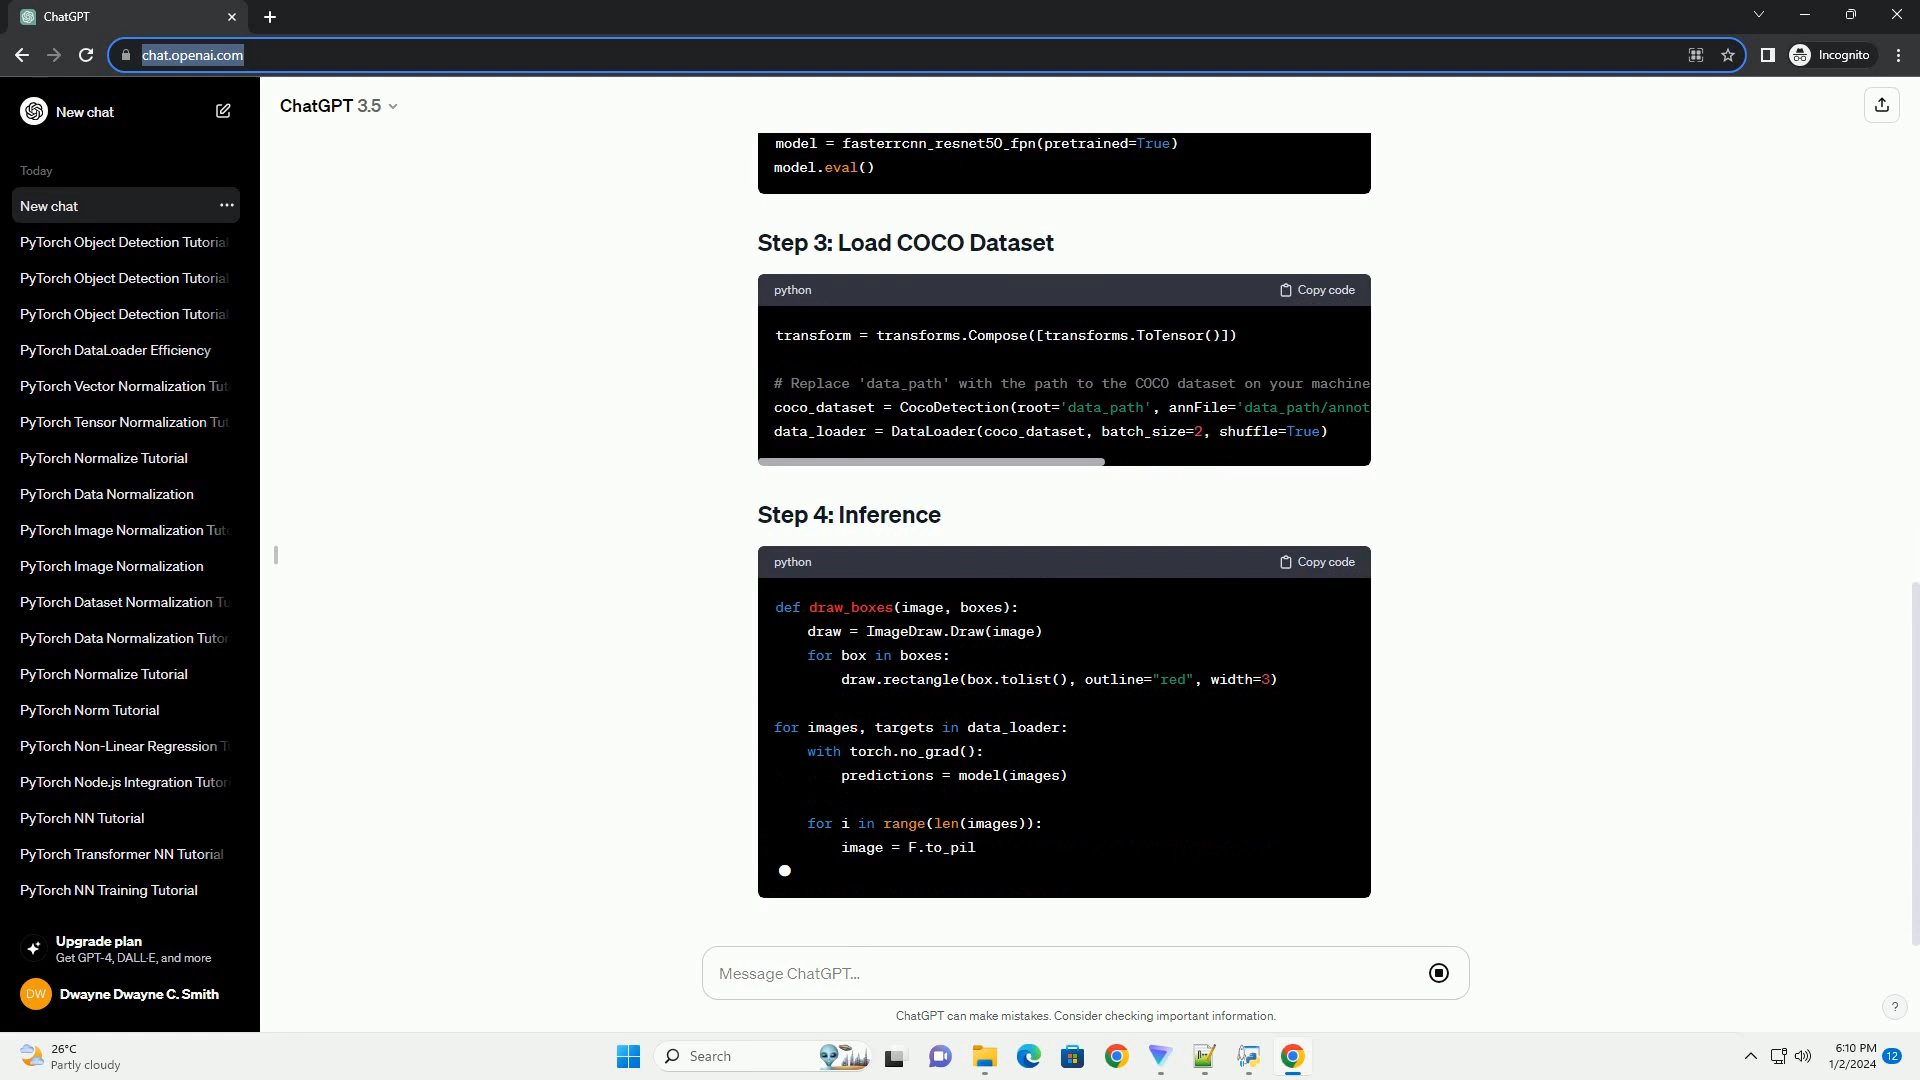 ChatGPT
chat.openai.com
Incognito
New chat
Today
New chat
PyTorch Object Detection Tutorial
PyTorch Object Detection Tutorial
PyTorch Object Detection Tutorial
PyTorch DataLoader Efficiency
PyTorch Vector Normalization Tut
PyTorch Tensor Normalization Tut
PyTorch Normalize Tutorial
PyTorch Data Normalization
PyTorch Image Normalization Tuto
PyTorch Image Normalization
PyTorch Dataset Normalization Tu
PyTorch Data Normalization Tutor
PyTorch Normalize Tutorial
PyTorch Norm Tutorial
PyTorch Non-Linear Regression T
PyTorch Node.js Integration Tutor
PyTorch NN Tutorial
PyTorch Transformer NN Tutorial
PyTorch NN Training Tutorial
Upgrade plan
Get GPT-4, DALL·E, and more
DW
Dwayne Dwayne C. Smith
ChatGPT 3.5
model = fasterrcnn_resnet50_fpn(pretrained=True)
model.eval()
Step 3: Load COCO Dataset
python
Copy code
transform = transforms.Compose([transforms.ToTensor()])
# Replace 'data_path' with the path to the COCO dataset on your machine
coco_dataset = CocoDetection(root='data_path', annFile='data_path/annot
data_loader = DataLoader(coco_dataset, batch_size=2, shuffle=True)
Step 4: Inference
python
Copy code
def draw_boxes(image, boxes):
draw = ImageDraw.Draw(image)
for box in boxes:
draw.rectangle(box.tolist(), outline="red", width=3)
for images, targets in data_loader:
with torch.no_grad():
predictions = model(images)
for i in range(len(images)):
image = F.to_pil
Message ChatGPT...
ChatGPT can make mistakes. Consider checking important information.
?
26°C
Partly cloudy
Search
6:10 PM
1/2/2024
12